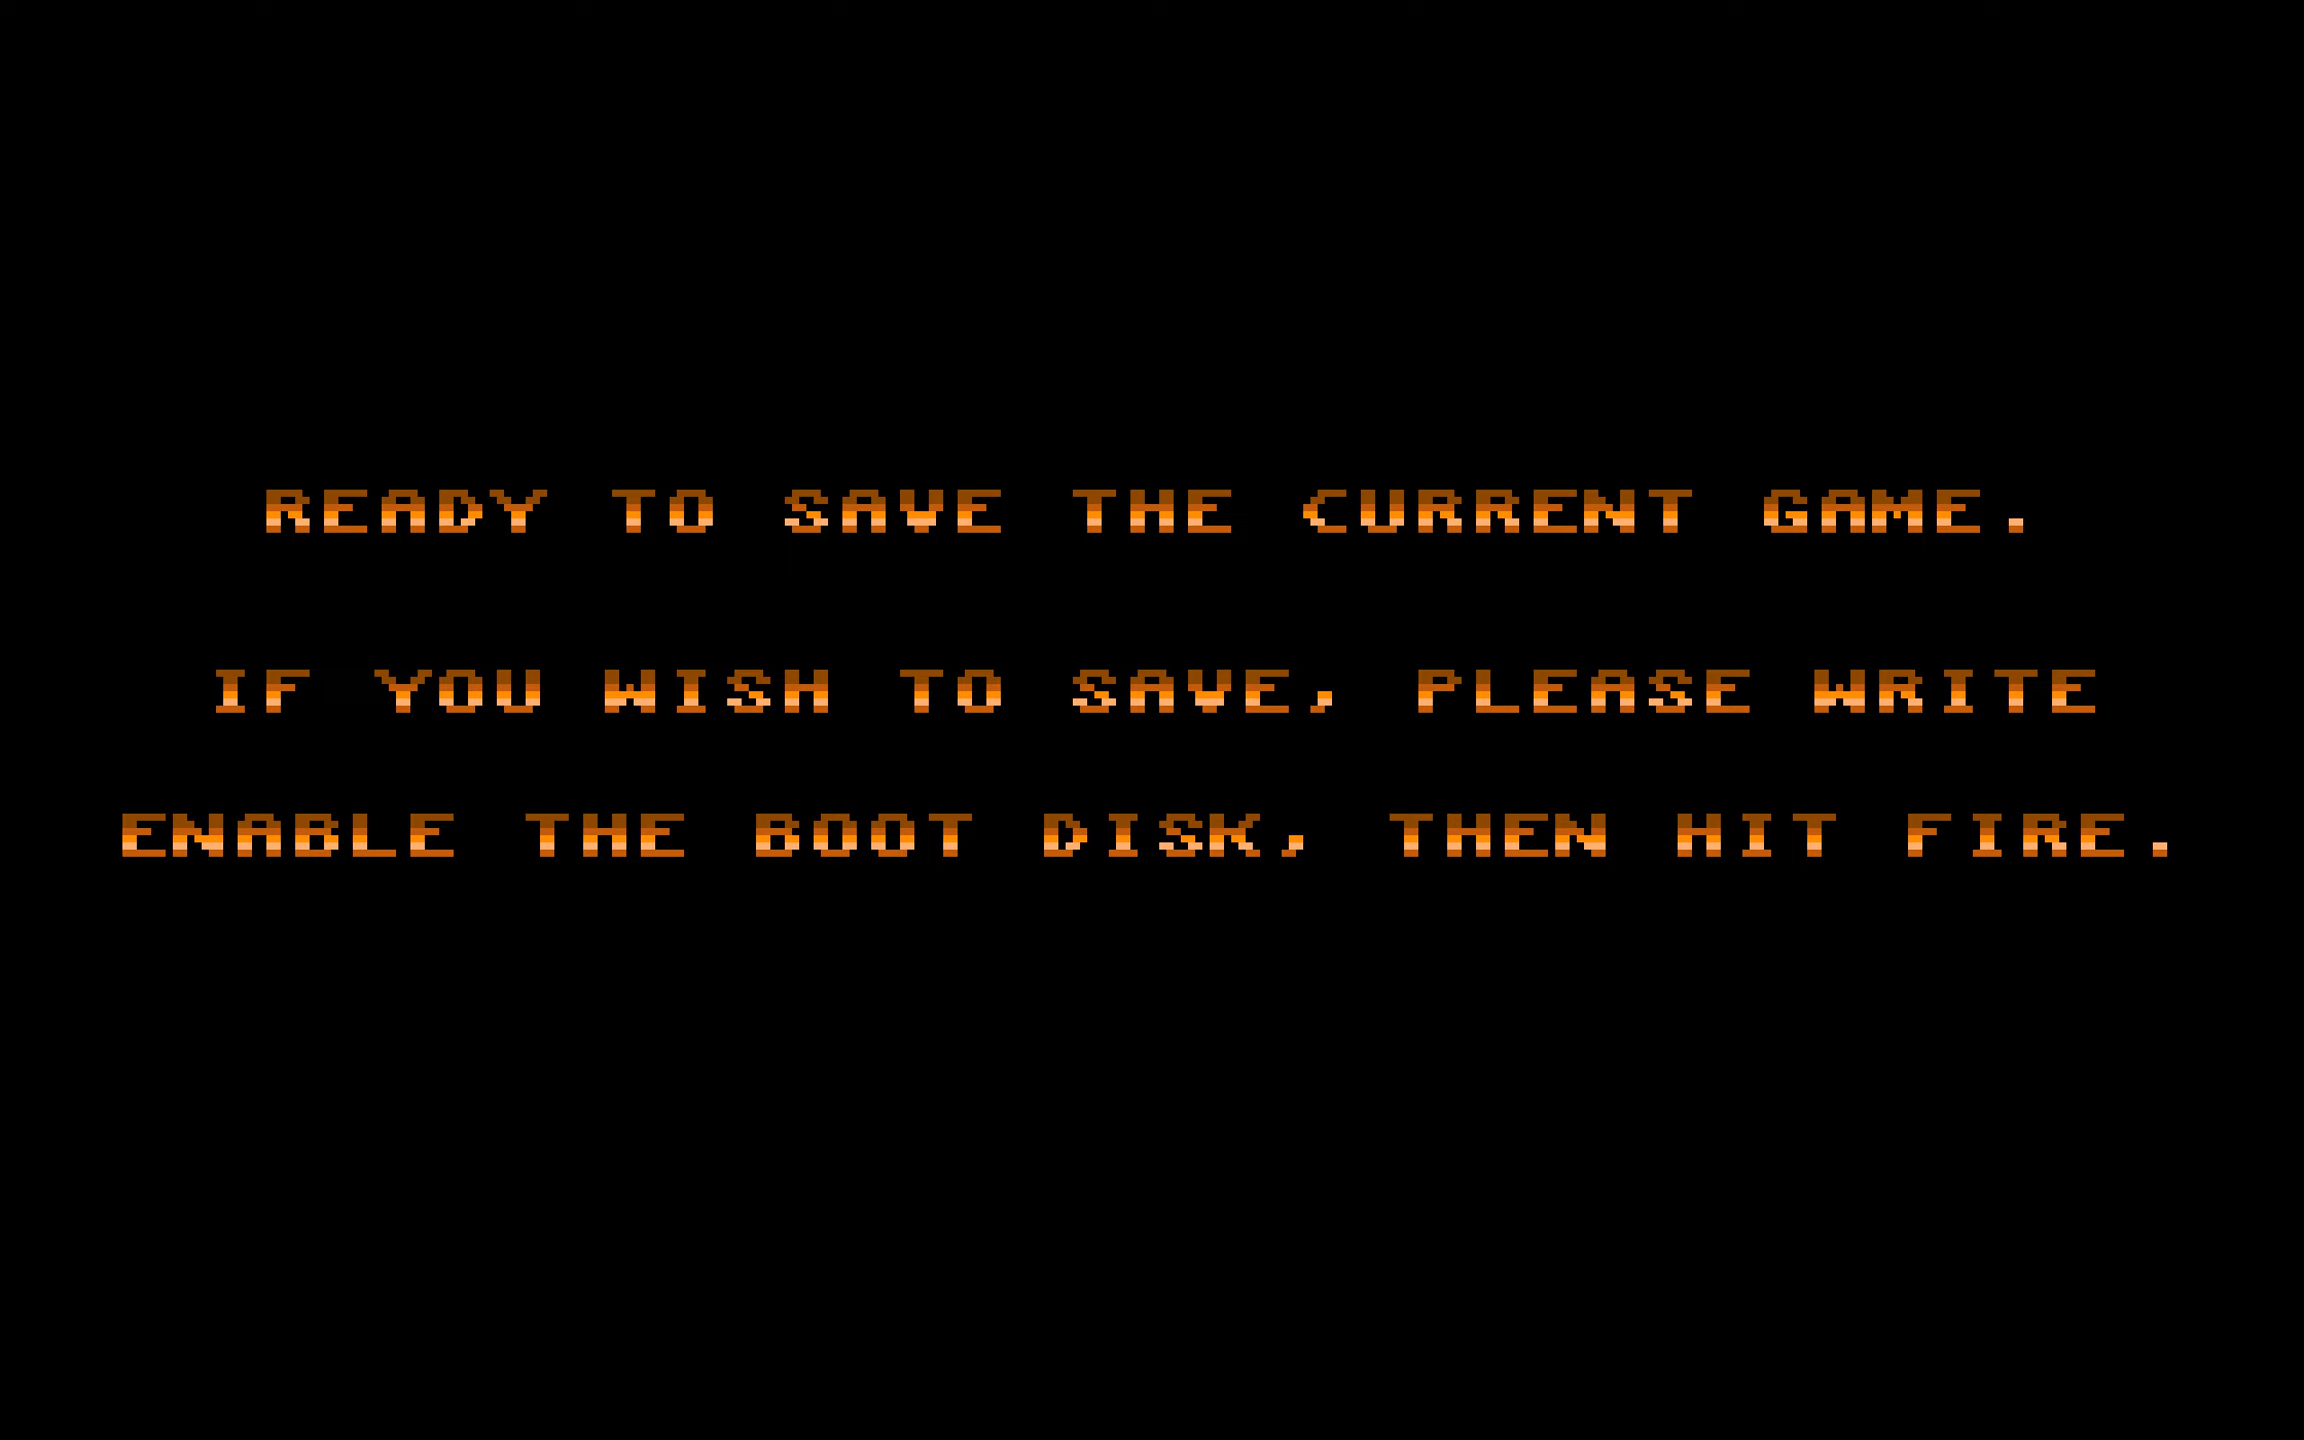 READY TO SAVE THE CURRENT GAME.
IF YOU WISH TO SAVE, PLEASE WRITE
ENABLE THE BOOT DISK, THEN HIT FIRE.